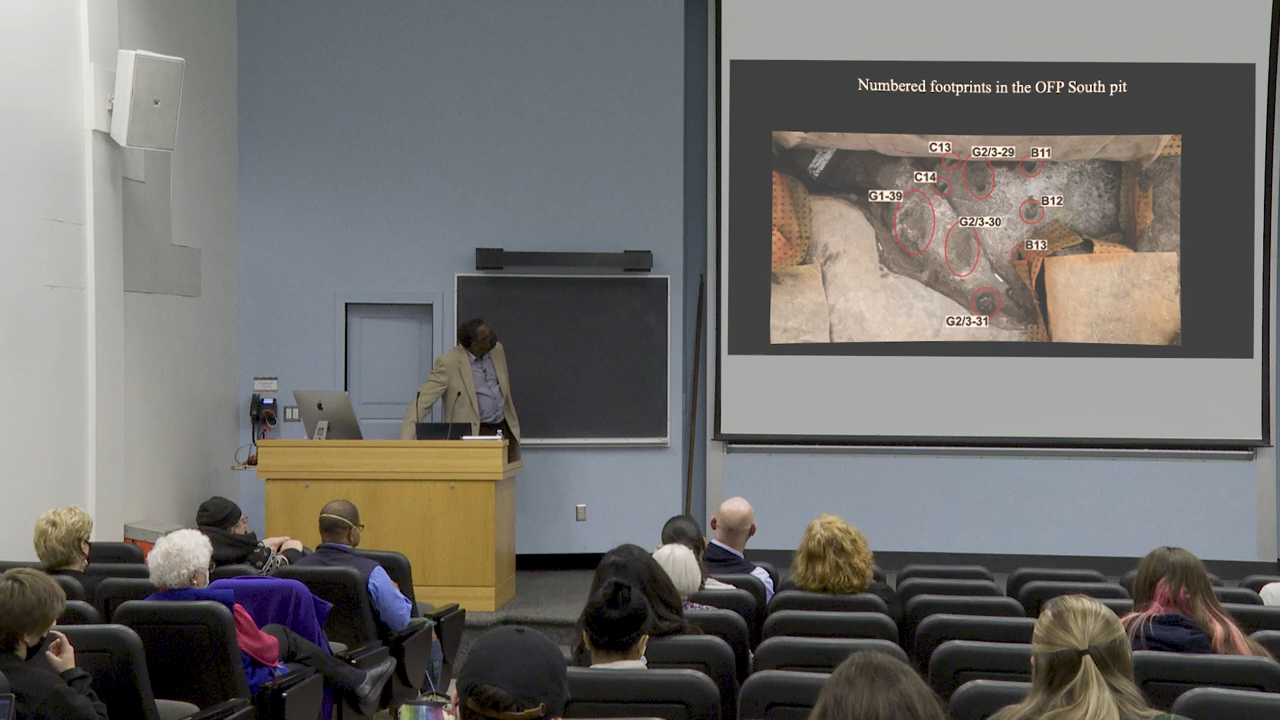 Numbered footprints in the OFP South pit
C13
G2/3-29
B11
C14
G1-39
B12
G2/3-30
B13
G2/3-31